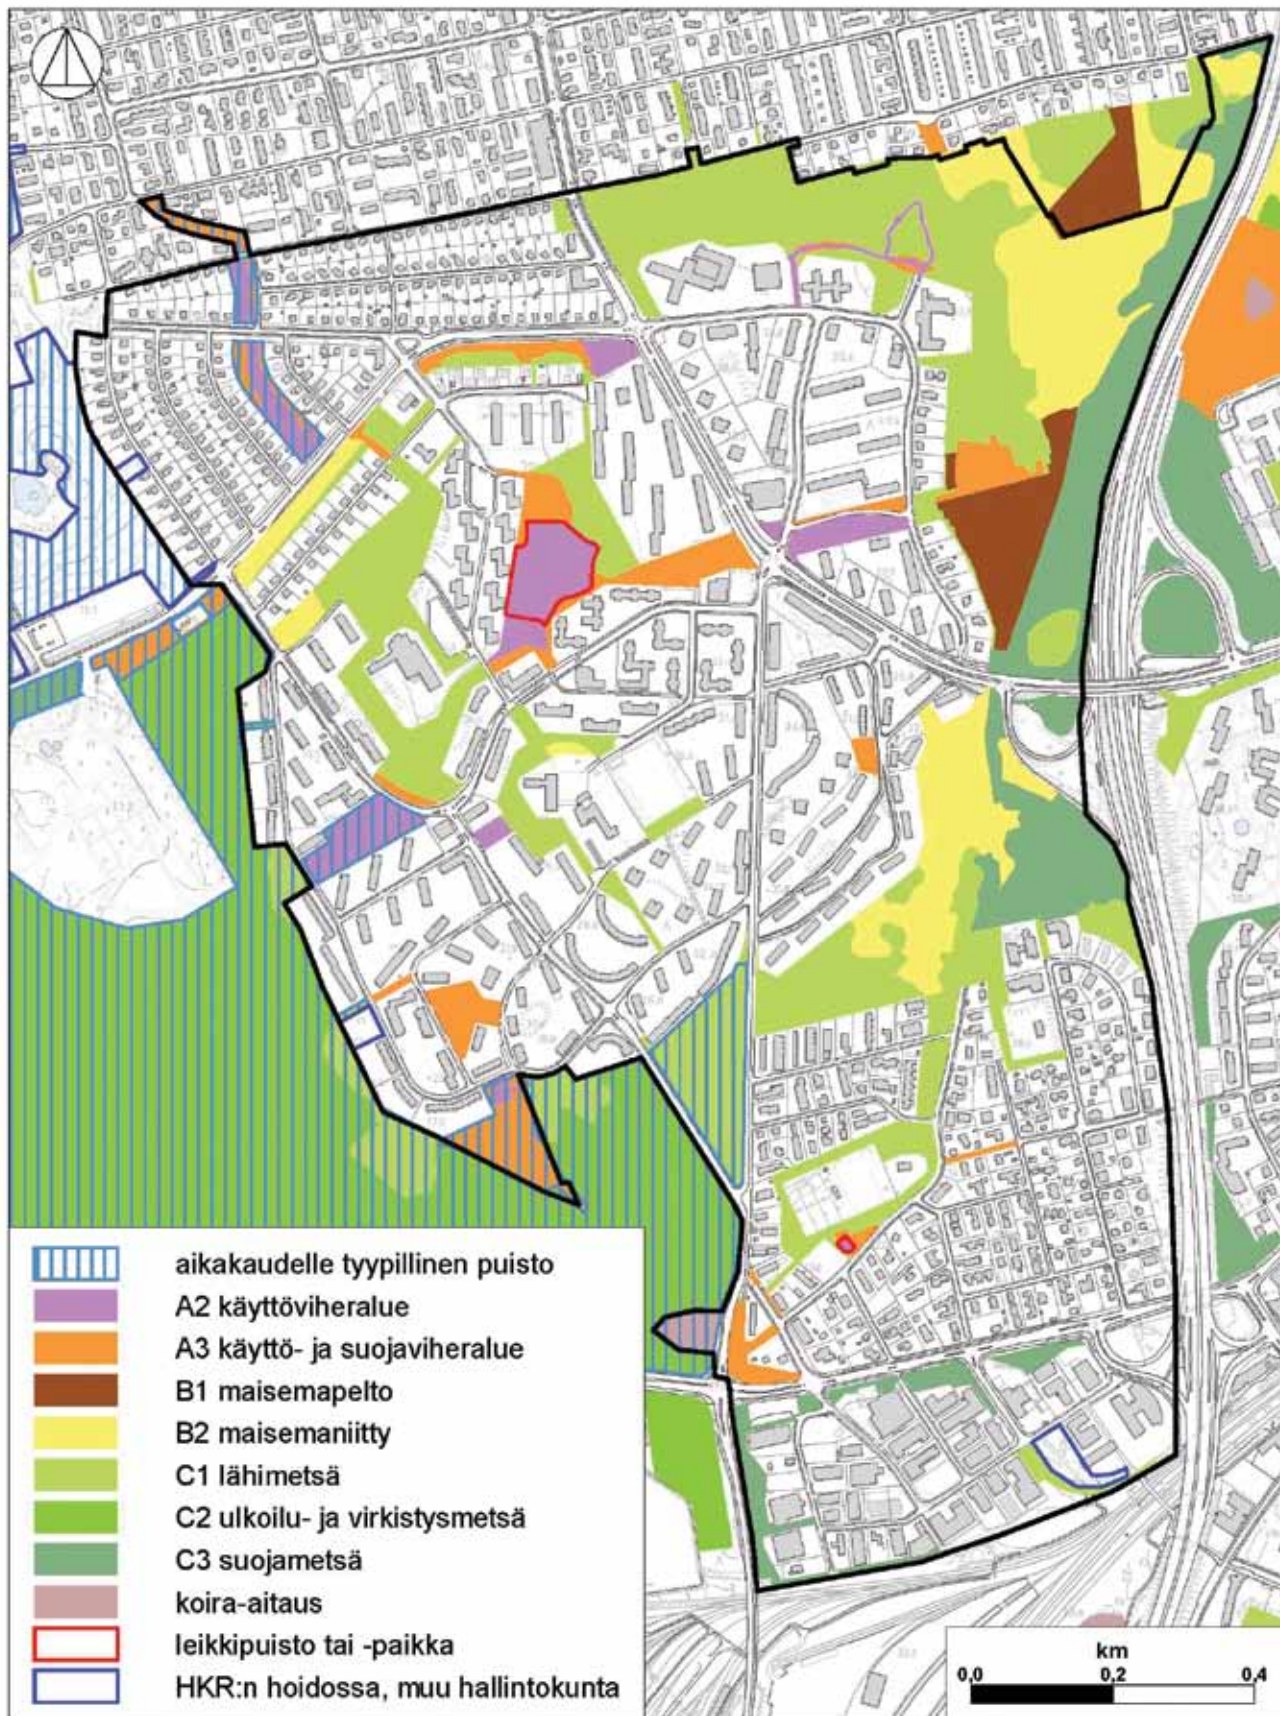 aikakaudelle tyypillinen puisto
A2 käyttöviheralue
A3 käyttö- ja suojaviheralue
B1 maisemapelto
B2 maisemaniitty
C1 lähimetsä
C2 ulkoilu- ja virkistysmetsä
C3 suojametsä
koira-aitaus
leikkipuisto tai -paikka
HKR:n hoidossa, muu hallintokunta
km
0,0 0,2 0,4